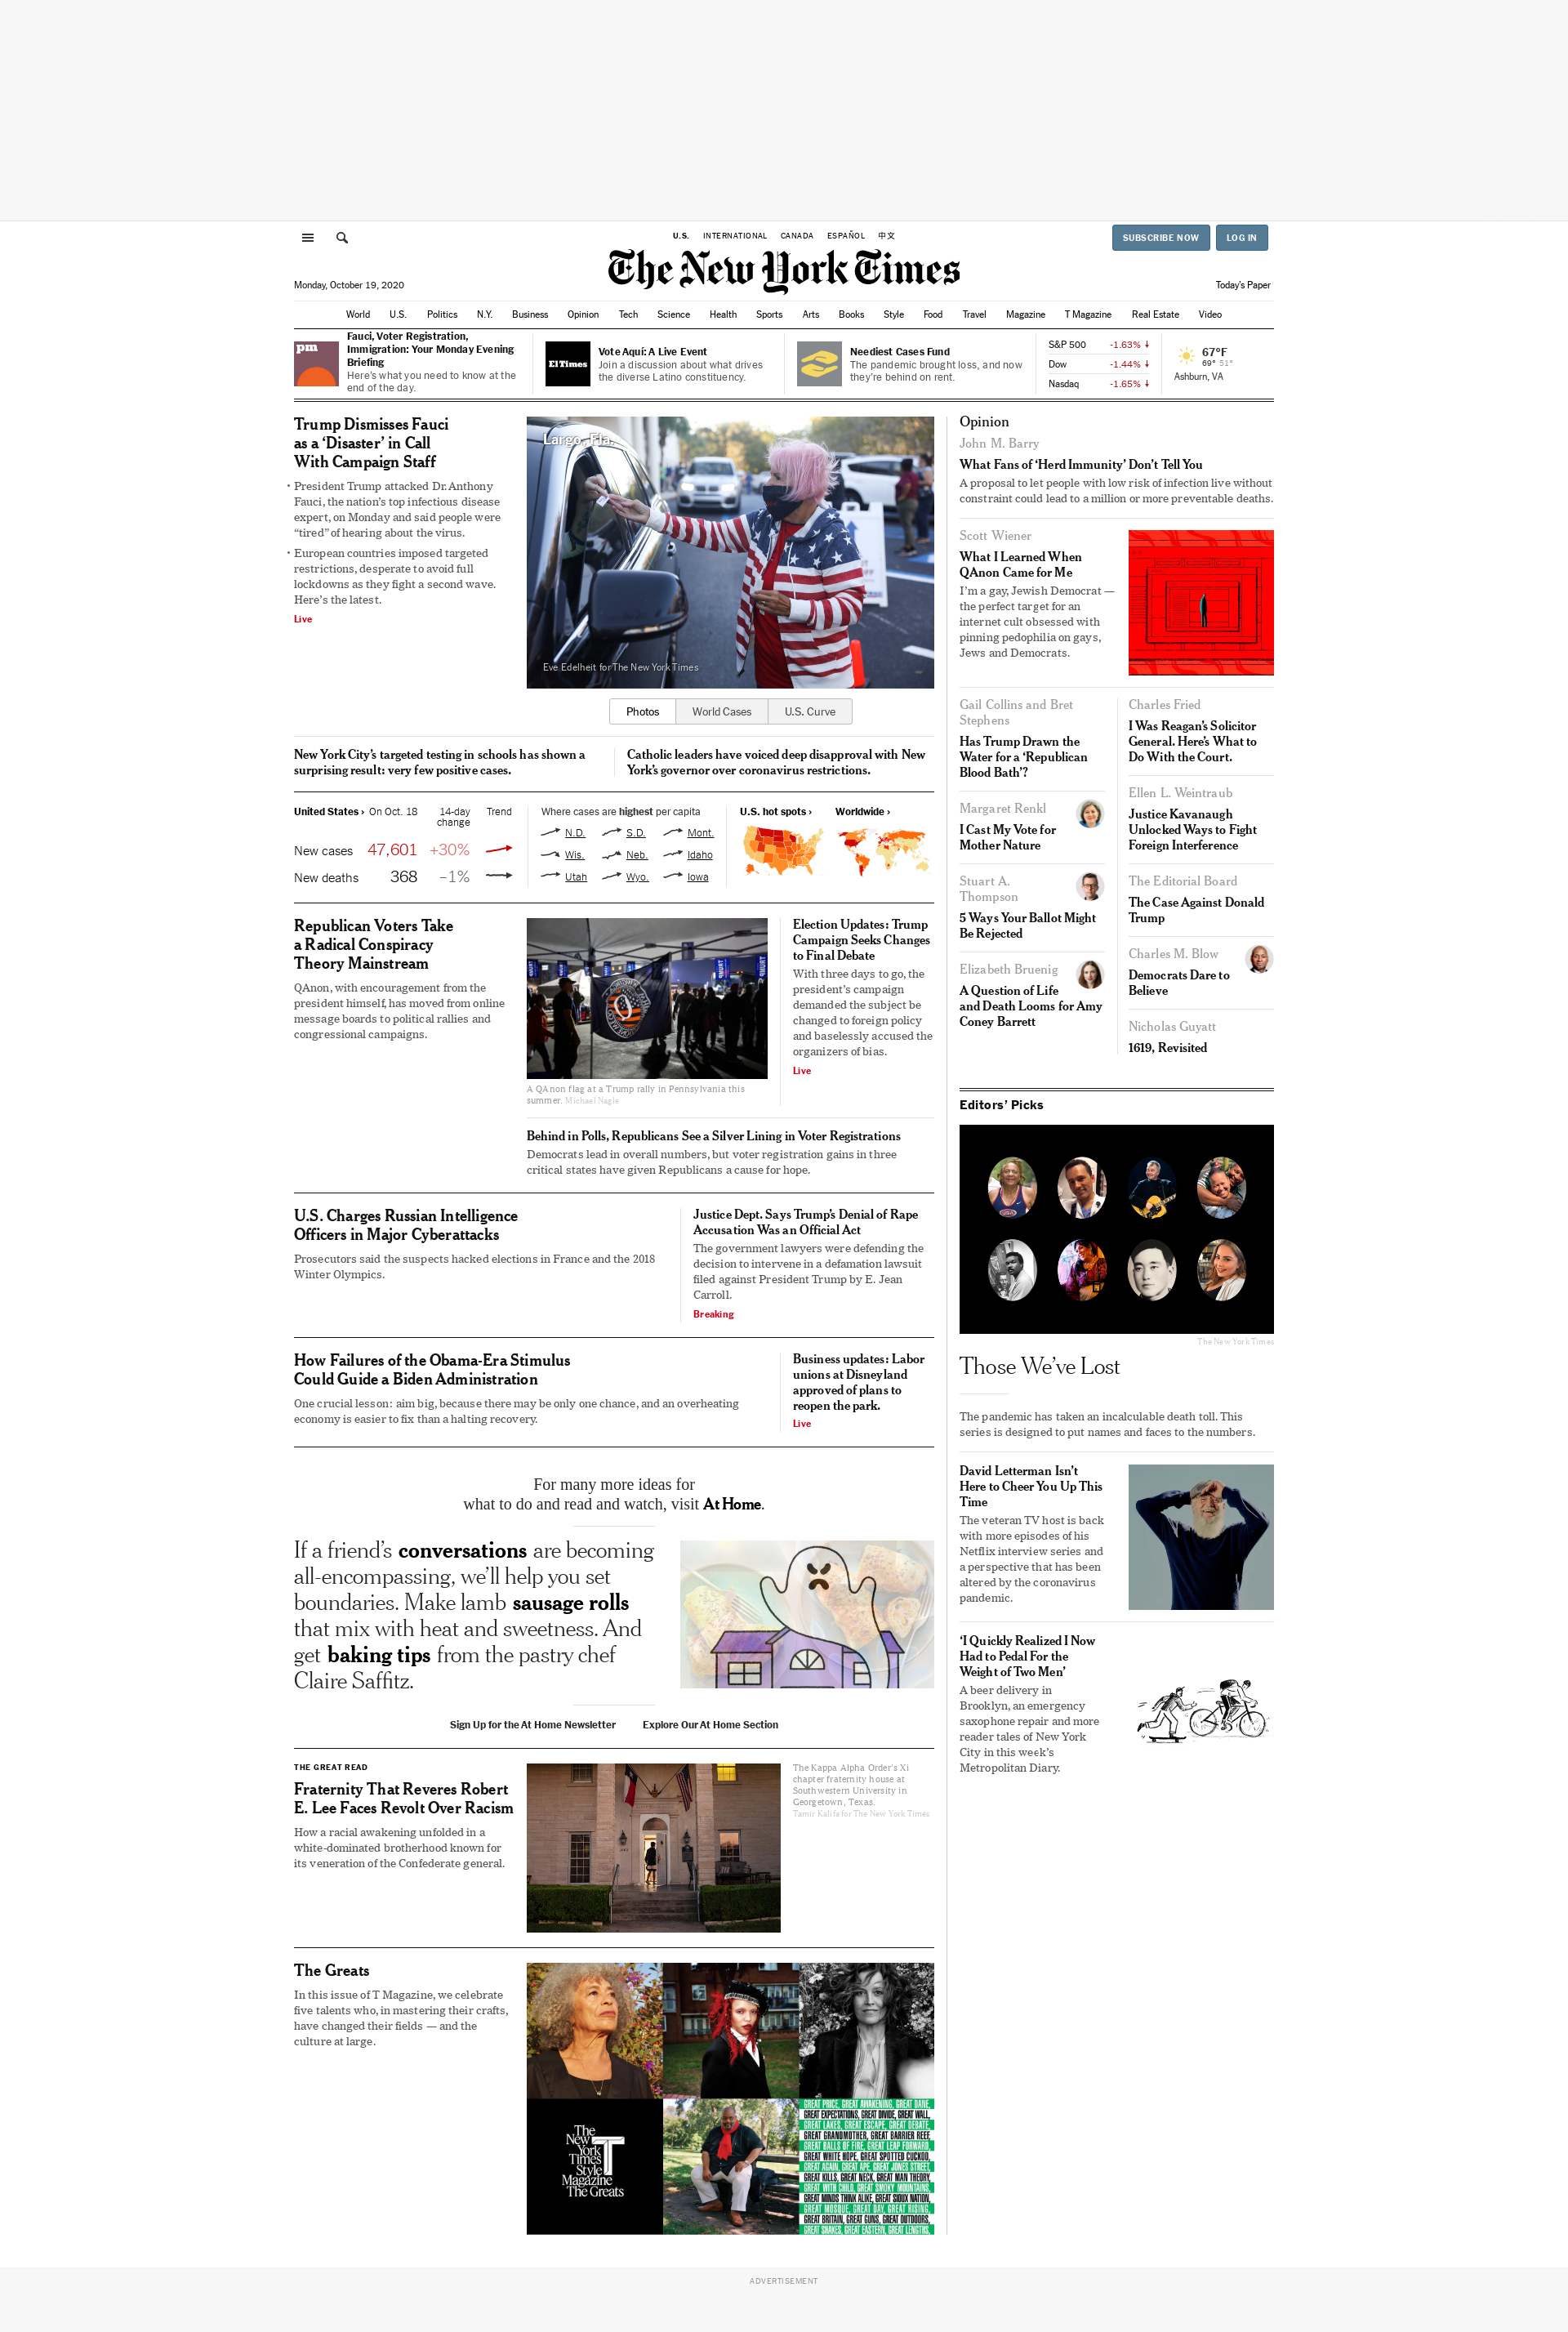 U.S. INTERNATIONAL CANADA ESPAÑOL 中文
SUBSCRIBE NOW LOG IN
The New York Times
Monday, October 19, 2020
Today's Paper
World U.S. Politics N.Y. Business Opinion Tech Science Health Sports Arts Books Style Food Travel Magazine T Magazine Real Estate Video
pm
Fauci, Voter Registration,
Immigration: Your Monday Evening
Briefing
Here's what you need to know at the
end of the day.
El Times
Vote Aquí: A Live Event
Join a discussion about what drives
the diverse Latino constituency.
Neediest Cases Fund
The pandemic brought loss, and now
they're behind on rent.
S&P 500 -1.63%
Dow -1.44%
Nasdaq -1.65%
67°F
69° 51°
Ashburn, VA
Trump Dismisses Fauci
as a ‘Disaster’ in Call
With Campaign Staff
• President Trump attacked Dr. Anthony
Fauci, the nation’s top infectious disease
expert, on Monday and said people were
“tired” of hearing about the virus.
• European countries imposed targeted
restrictions, desperate to avoid full
lockdowns as they fight a second wave.
Here’s the latest.
Live
Largo, Fla.
Eve Edelheit for The New York Times
Photos World Cases U.S. Curve
New York City’s targeted testing in schools has shown a
surprising result: very few positive cases.
Catholic leaders have voiced deep disapproval with New
York’s governor over coronavirus restrictions.
United States › On Oct. 18 14-day
change Trend
New cases 47,601 +30%
New deaths 368 –1%
Where cases are highest per capita
N.D. S.D. Mont.
Wis. Neb. Idaho
Utah Wyo. Iowa
U.S. hot spots › Worldwide ›
Republican Voters Take
a Radical Conspiracy
Theory Mainstream
QAnon, with encouragement from the
president himself, has moved from online
message boards to political rallies and
congressional campaigns.
A QAnon flag at a Trump rally in Pennsylvania this
summer. Michael Nagle
Election Updates: Trump
Campaign Seeks Changes
to Final Debate
With three days to go, the
president’s campaign
demanded the subject be
changed to foreign policy
and baselessly accused the
organizers of bias.
Live
Behind in Polls, Republicans See a Silver Lining in Voter Registrations
Democrats lead in overall numbers, but voter registration gains in three
critical states have given Republicans a cause for hope.
U.S. Charges Russian Intelligence
Officers in Major Cyberattacks
Prosecutors said the suspects hacked elections in France and the 2018
Winter Olympics.
Justice Dept. Says Trump’s Denial of Rape
Accusation Was an Official Act
The government lawyers were defending the
decision to intervene in a defamation lawsuit
filed against President Trump by E. Jean
Carroll.
Breaking
How Failures of the Obama-Era Stimulus
Could Guide a Biden Administration
One crucial lesson: aim big, because there may be only one chance, and an overheating
economy is easier to fix than a halting recovery.
Business updates: Labor
unions at Disneyland
approved of plans to
reopen the park.
Live
For many more ideas for
what to do and read and watch, visit At Home.
If a friend’s conversations are becoming
all-encompassing, we’ll help you set
boundaries. Make lamb sausage rolls
that mix with heat and sweetness. And
get baking tips from the pastry chef
Claire Saffitz.
Sign Up for the At Home Newsletter Explore Our At Home Section
THE GREAT READ
Fraternity That Reveres Robert
E. Lee Faces Revolt Over Racism
How a racial awakening unfolded in a
white-dominated brotherhood known for
its veneration of the Confederate general.
The Kappa Alpha Order’s Xi
chapter fraternity house at
Southwestern University in
Georgetown, Texas.
Tamir Kalifa for The New York Times
The Greats
In this issue of T Magazine, we celebrate
five talents who, in mastering their crafts,
have changed their fields — and the
culture at large.
The
New
York
Times
Style
Magazine
The Greats
GREAT PRICE, GREAT AWAKENING, GREAT DANE,
GREAT EXPECTATIONS, GREAT DIVIDE, GREAT WALL,
GREAT LAKES, GREAT ESCAPE, GREAT DEBATE,
GREAT GRANDMOTHER, GREAT BARRIER REEF,
GREAT BALLS OF FIRE, GREAT LEAP FORWARD,
GREAT WHITE HOPE, GREAT SPOTTED CUCKOO,
GREAT AGAIN, GREAT APE, GREAT JONES STREET,
GREAT KILLS, GREAT NECK, GREAT MAN THEORY,
GREAT WITH CHILD, GREAT SMOKY MOUNTAINS,
GREAT MINDS THINK ALIKE, GREAT SIOUX NATION,
GREAT MOSQUE, GREAT DAY, GREAT RISING,
GREAT BRITAIN, GREAT GUNS, GREAT OUTDOORS,
GREAT SHAKES, GREAT EASTERN, GREAT LENGTHS,
Opinion
John M. Barry
What Fans of ‘Herd Immunity’ Don’t Tell You
A proposal to let people with low risk of infection live without
constraint could lead to a million or more preventable deaths.
Scott Wiener
What I Learned When
QAnon Came for Me
I’m a gay, Jewish Democrat —
the perfect target for an
internet cult obsessed with
pinning pedophilia on gays,
Jews and Democrats.
Gail Collins and Bret
Stephens
Has Trump Drawn the
Water for a ‘Republican
Blood Bath’?
Margaret Renkl
I Cast My Vote for
Mother Nature
Stuart A.
Thompson
5 Ways Your Ballot Might
Be Rejected
Elizabeth Bruenig
A Question of Life
and Death Looms for Amy
Coney Barrett
Charles Fried
I Was Reagan’s Solicitor
General. Here’s What to
Do With the Court.
Ellen L. Weintraub
Justice Kavanaugh
Unlocked Ways to Fight
Foreign Interference
The Editorial Board
The Case Against Donald
Trump
Charles M. Blow
Democrats Dare to
Believe
Nicholas Guyatt
1619, Revisited
Editors’ Picks
The New York Times
Those We’ve Lost
The pandemic has taken an incalculable death toll. This
series is designed to put names and faces to the numbers.
David Letterman Isn’t
Here to Cheer You Up This
Time
The veteran TV host is back
with more episodes of his
Netflix interview series and
a perspective that has been
altered by the coronavirus
pandemic.
‘I Quickly Realized I Now
Had to Pedal For the
Weight of Two Men’
A beer delivery in
Brooklyn, an emergency
saxophone repair and more
reader tales of New York
City in this week’s
Metropolitan Diary.
ADVERTISEMENT